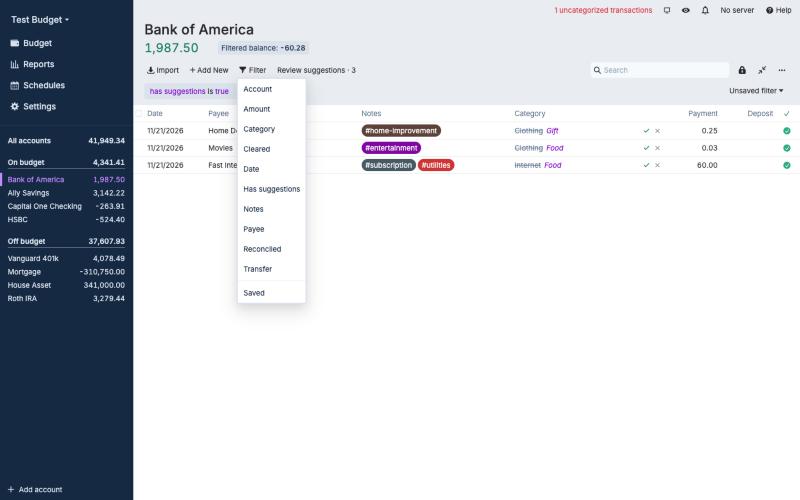 Test Budget
Budget
Reports
Schedules
Settings
All accounts 41,949.34
On budget 4,341.41
Bank of America 1,987.50
Ally Savings 3,142.22
Capital One Checking -263.91
HSBC -524.40
Off budget 37,607.93
Vanguard 401k 4,078.49
Mortgage -310,750.00
House Asset 341,000.00
Roth IRA 3,279.44
+ Add account
1 uncategorized transactions No server Help
Bank of America
1,987.50 Filtered balance: -60.28
Import + Add New Filter Review suggestions · 3 Search
has suggestions is true Unsaved filter
Account
Amount
Category
Cleared
Date
Has suggestions
Notes
Payee
Reconciled
Transfer
Saved
Date Payee Notes Category Payment Deposit
11/21/2026 Home D #home-improvement Clothing Gift 0.25
11/21/2026 Movies #entertainment Clothing Food 0.03
11/21/2026 Fast Inte #subscription #utilities Internet Food 60.00